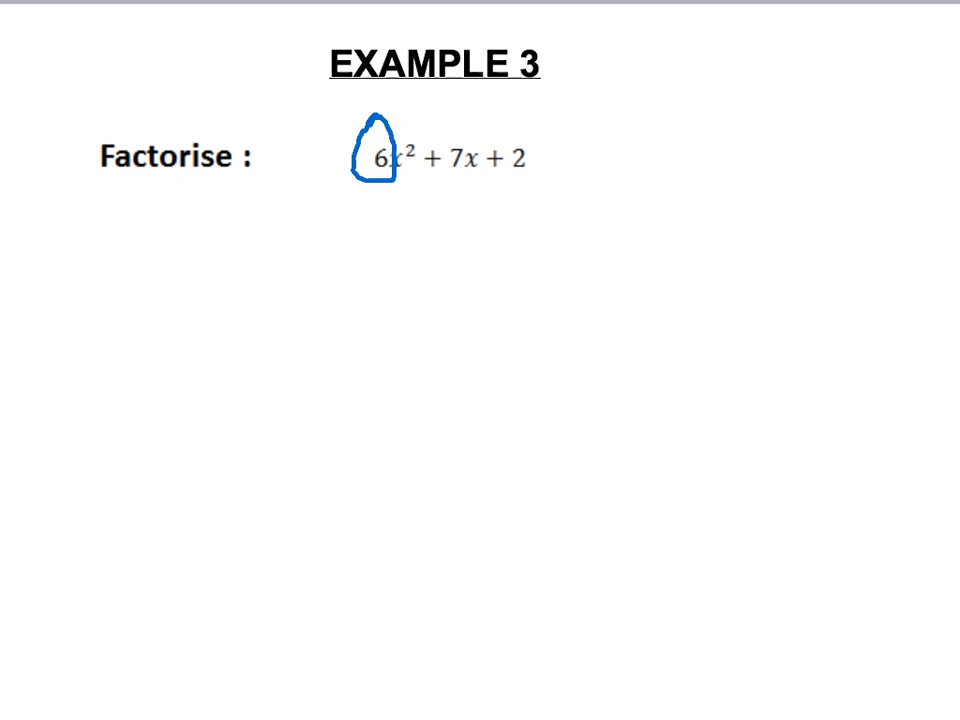 EXAMPLE 3
Factorise : 6x² + 7x + 2